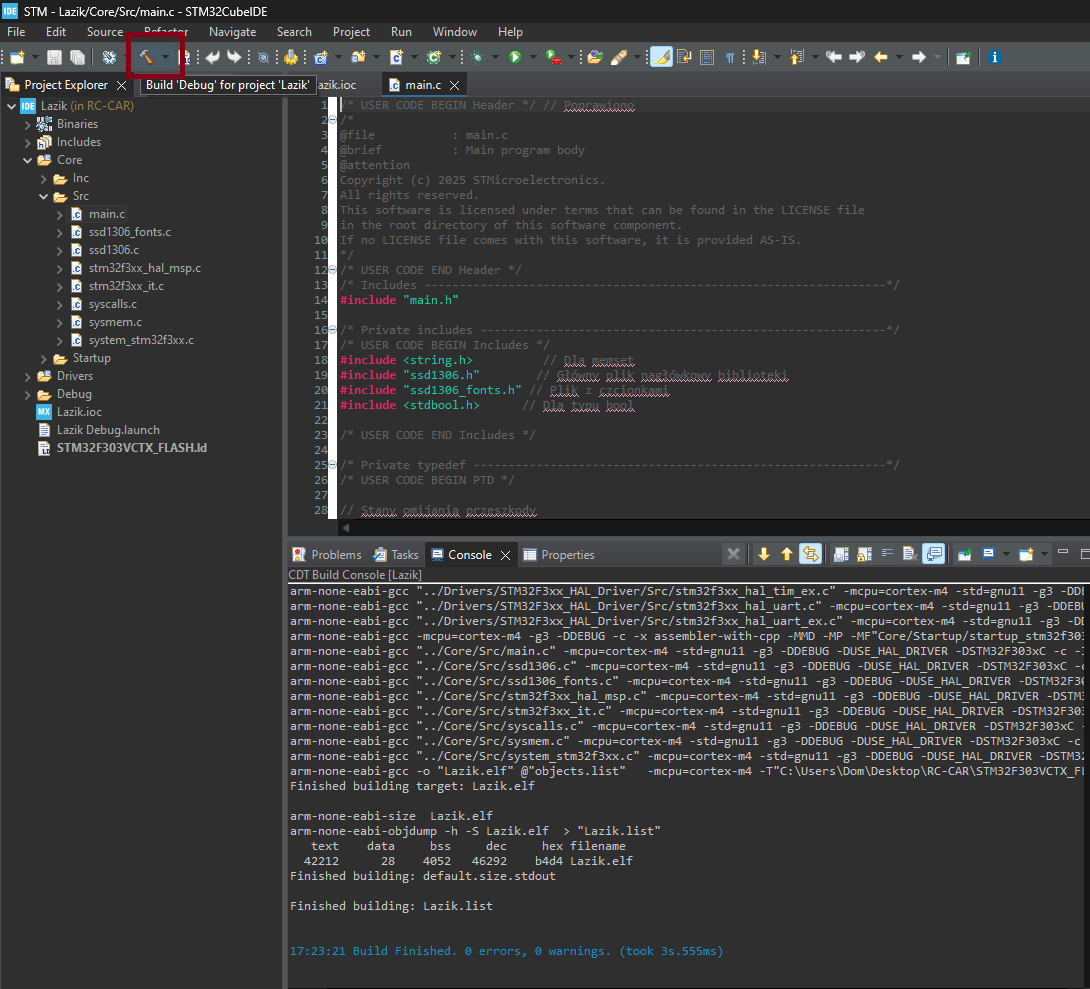 IDE STM - Lazik/Core/Src/main.c - STM32CubeIDE
File Edit Source Refactor Navigate Search Project Run Window Help
Project Explorer
Build 'Debug' for project 'Lazik'
azik.ioc
main.c
IDE Lazik (in RC-CAR)
Binaries
Includes
Core
Inc
Src
main.c
ssd1306_fonts.c
ssd1306.c
stm32f3xx_hal_msp.c
stm32f3xx_it.c
syscalls.c
sysmem.c
system_stm32f3xx.c
Startup
Drivers
Debug
MX Lazik.ioc
Lazik Debug.launch
STM32F303VCTX_FLASH.ld
1 /* USER CODE BEGIN Header */ // Poprawiono
2 /*
3 @file : main.c
4 @brief : Main program body
5 @attention
6 Copyright (c) 2025 STMicroelectronics.
7 All rights reserved.
8 This software is licensed under terms that can be found in the LICENSE file
9 in the root directory of this software component.
10 If no LICENSE file comes with this software, it is provided AS-IS.
11 */
12 /* USER CODE END Header */
13 /* Includes ------------------------------------------------------------------*/
14 #include "main.h"
15
16 /* Private includes ----------------------------------------------------------*/
17 /* USER CODE BEGIN Includes */
18 #include <string.h> // Dla memset
19 #include "ssd1306.h" // Główny plik nagłówkowy biblioteki
20 #include "ssd1306_fonts.h" // Plik z czcionkami
21 #include <stdbool.h> // Dla typu bool
22
23 /* USER CODE END Includes */
24
25 /* Private typedef -----------------------------------------------------------*/
26 /* USER CODE BEGIN PTD */
27
28 // Stany omijania przeszkody
Problems Tasks Console Properties
CDT Build Console [Lazik]
arm-none-eabi-gcc "../Drivers/STM32F3xx_HAL_Driver/Src/stm32f3xx_hal_tim_ex.c" -mcpu=cortex-m4 -std=gnu11 -g3 -DDEB
arm-none-eabi-gcc "../Drivers/STM32F3xx_HAL_Driver/Src/stm32f3xx_hal_uart.c" -mcpu=cortex-m4 -std=gnu11 -g3 -DDEBUG
arm-none-eabi-gcc "../Drivers/STM32F3xx_HAL_Driver/Src/stm32f3xx_hal_uart_ex.c" -mcpu=cortex-m4 -std=gnu11 -g3 -DDE
arm-none-eabi-gcc -mcpu=cortex-m4 -g3 -DDEBUG -c -x assembler-with-cpp -MMD -MP -MF"Core/Startup/startup_stm32f303
arm-none-eabi-gcc "../Core/Src/main.c" -mcpu=cortex-m4 -std=gnu11 -g3 -DDEBUG -DUSE_HAL_DRIVER -DSTM32F303xC -c -I
arm-none-eabi-gcc "../Core/Src/ssd1306.c" -mcpu=cortex-m4 -std=gnu11 -g3 -DDEBUG -DUSE_HAL_DRIVER -DSTM32F303xC -c
arm-none-eabi-gcc "../Core/Src/ssd1306_fonts.c" -mcpu=cortex-m4 -std=gnu11 -g3 -DDEBUG -DUSE_HAL_DRIVER -DSTM32F3
arm-none-eabi-gcc "../Core/Src/stm32f3xx_hal_msp.c" -mcpu=cortex-m4 -std=gnu11 -g3 -DDEBUG -DUSE_HAL_DRIVER -DSTM
arm-none-eabi-gcc "../Core/Src/stm32f3xx_it.c" -mcpu=cortex-m4 -std=gnu11 -g3 -DDEBUG -DUSE_HAL_DRIVER -DSTM32F30
arm-none-eabi-gcc "../Core/Src/syscalls.c" -mcpu=cortex-m4 -std=gnu11 -g3 -DDEBUG -DUSE_HAL_DRIVER -DSTM32F303xC -
arm-none-eabi-gcc "../Core/Src/sysmem.c" -mcpu=cortex-m4 -std=gnu11 -g3 -DDEBUG -DUSE_HAL_DRIVER -DSTM32F303xC -c
arm-none-eabi-gcc "../Core/Src/system_stm32f3xx.c" -mcpu=cortex-m4 -std=gnu11 -g3 -DDEBUG -DUSE_HAL_DRIVER -DSTM32
arm-none-eabi-gcc -o "Lazik.elf" @"objects.list" -mcpu=cortex-m4 -T"C:\Users\Dom\Desktop\RC-CAR\STM32F303VCTX_FL
Finished building target: Lazik.elf
arm-none-eabi-size Lazik.elf
arm-none-eabi-objdump -h -S Lazik.elf > "Lazik.list"
text data bss dec hex filename
42212 28 4052 46292 b4d4 Lazik.elf
Finished building: default.size.stdout
Finished building: Lazik.list
17:23:21 Build Finished. 0 errors, 0 warnings. (took 3s.555ms)